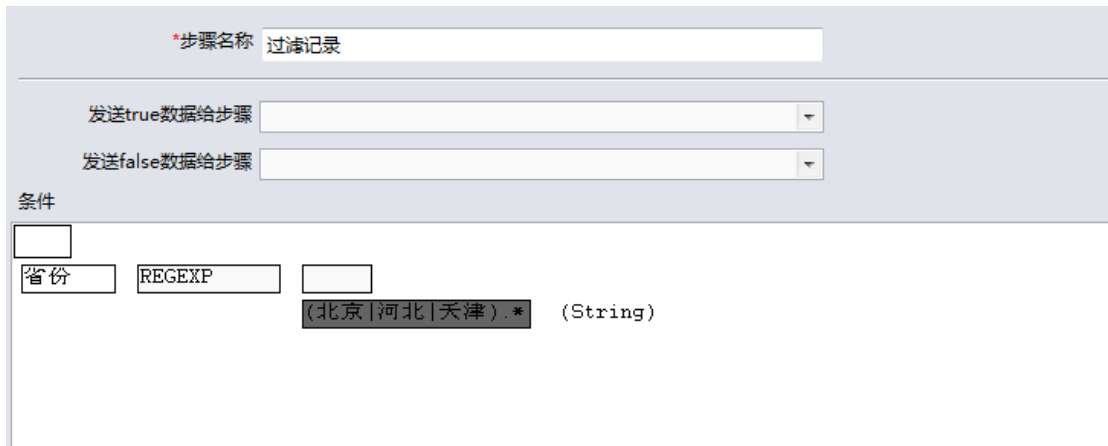 *步骤名称 过滤记录
发送true数据给步骤
发送false数据给步骤
条件
省份 REGEXP
(北京|河北|天津).* (String)